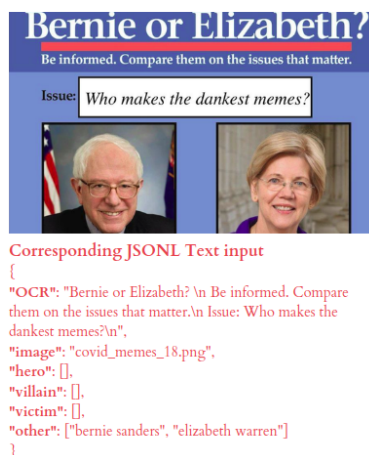 Bernie or Elizabeth?
Be informed. Compare them on the issues that matter.
Issue: Who makes the dankest memes?
Corresponding JSONL Text input
{
"OCR": "Bernie or Elizabeth? \n Be informed. Compare
them on the issues that matter.\n Issue: Who makes the
dankest memes?\n",
"image": "covid_memes_18.png",
"hero": [],
"villain": [],
"victim": [],
"other": ["bernie sanders", "elizabeth warren"]
}